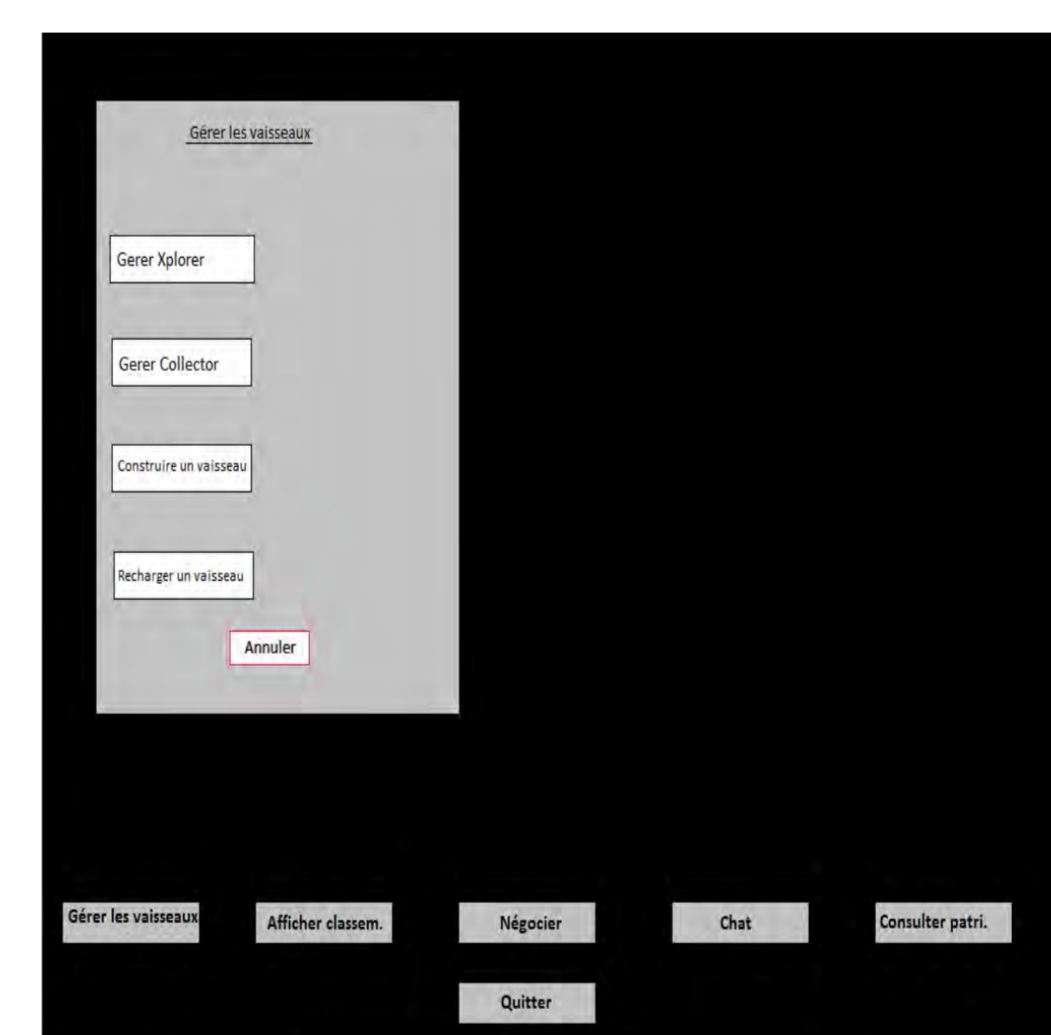 Gérer les vaisseaux
Gerer Xplorer
Gerer Collector
Construire un vaisseau
Recharger un vaisseau
Annuler
Gérer les vaisseaux
Afficher classem.
Négocier
Chat
Consulter patri.
Quitter